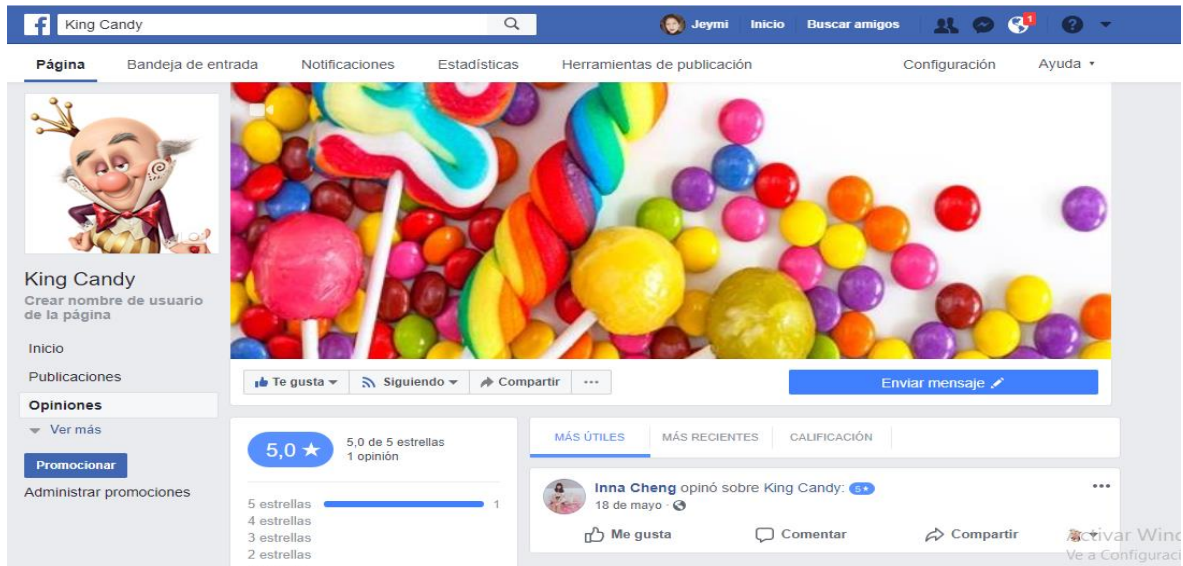 King Candy
Jeymi Inicio Buscar amigos 1 ?
Página Bandeja de entrada Notificaciones Estadísticas Herramientas de publicación Configuración Ayuda
King Candy
Crear nombre de usuario
de la página
Inicio
Publicaciones
Opiniones
Ver más
Promocionar
Administrar promociones
Te gusta Siguiendo Compartir ...
Enviar mensaje
5,0 ★
5,0 de 5 estrellas
1 opinión
5 estrellas 1
4 estrellas
3 estrellas
2 estrellas
MÁS ÚTILES MÁS RECIENTES CALIFICACIÓN
Inna Cheng opinó sobre King Candy: 5★
18 de mayo ·
Me gusta Comentar Compartir
Activar Wind
Ve a Configuraci